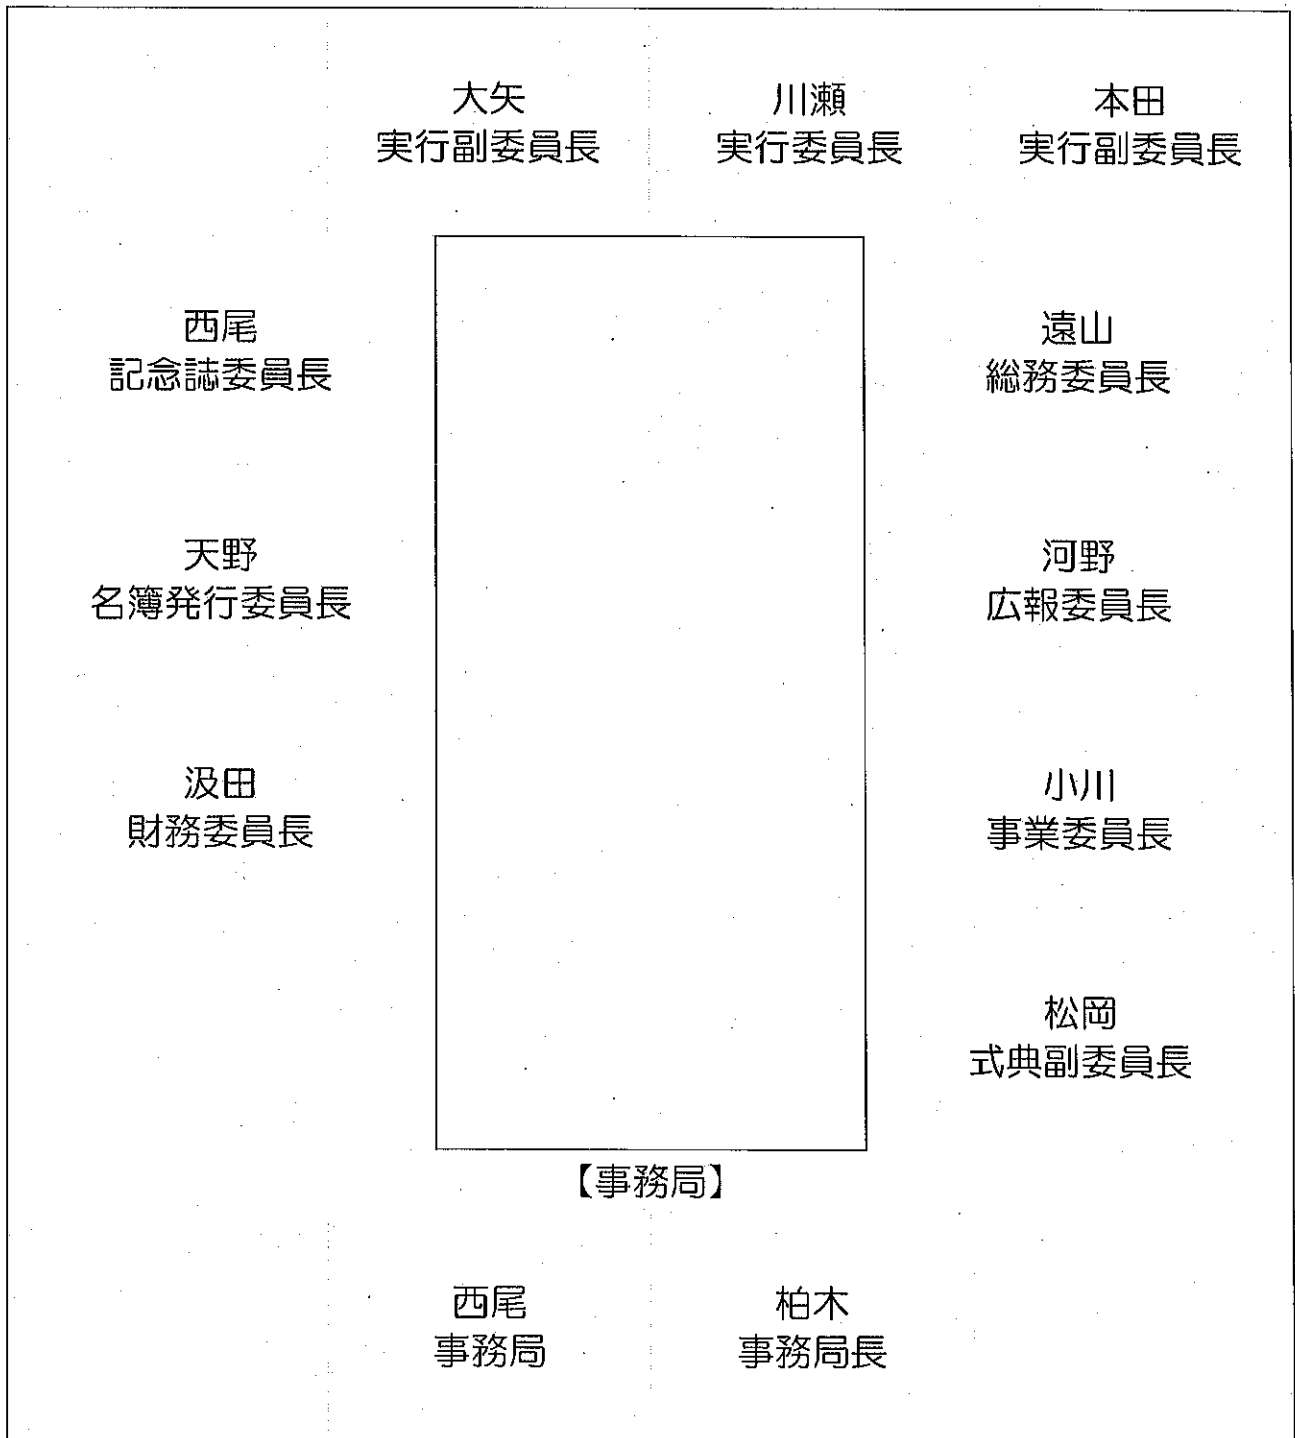 大矢
実行副委員長
川瀬
実行委員長
本田
実行副委員長
西尾
記念誌委員長
遠山
総務委員長
天野
名簿発行委員長
河野
広報委員長
汲田
財務委員長
小川
事業委員長
松岡
式典副委員長
【事務局】
西尾
事務局
柏木
事務局長